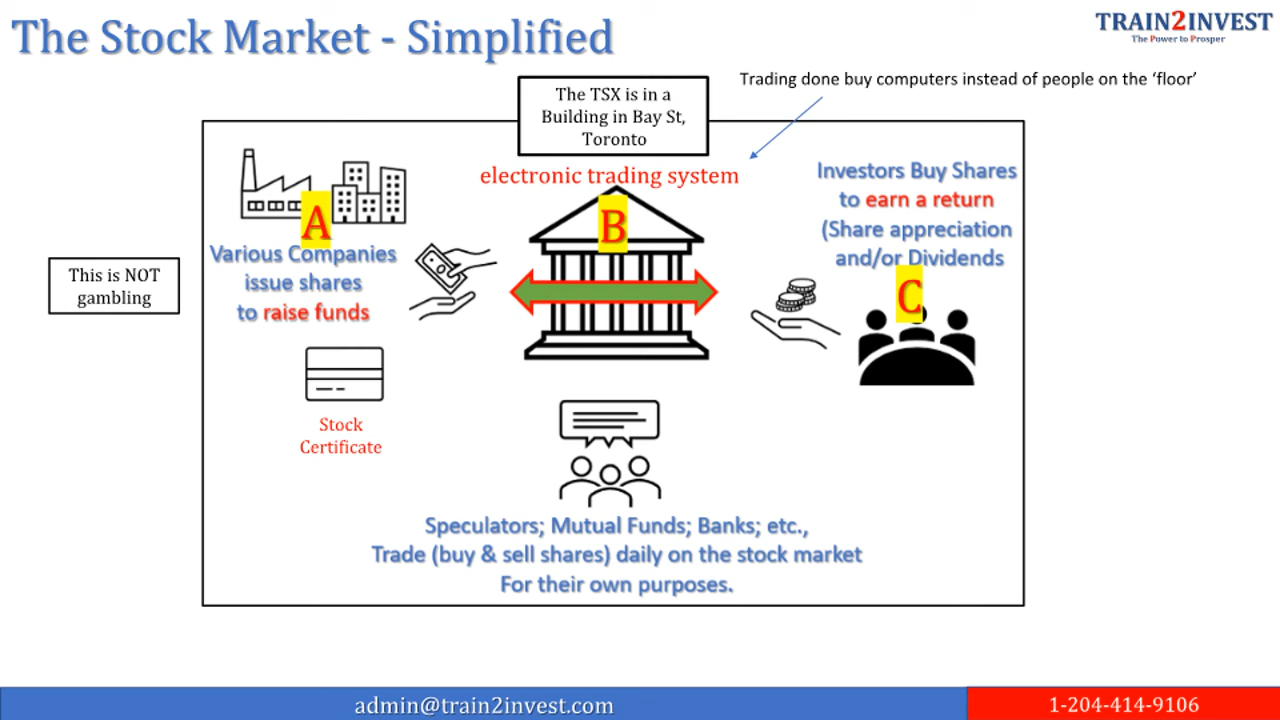 The Stock Market - Simplified
TRAIN2INVEST
The Power to Prosper
Trading done buy computers instead of people on the ‘floor’
The TSX is in a
Building in Bay St,
Toronto
electronic trading system
A
Various Companies
issue shares
to raise funds
B
Investors Buy Shares
to earn a return
(Share appreciation
and/or Dividends
C
This is NOT
gambling
Stock
Certificate
Speculators; Mutual Funds; Banks; etc.,
Trade (buy & sell shares) daily on the stock market
For their own purposes.
admin@train2invest.com
1-204-414-9106